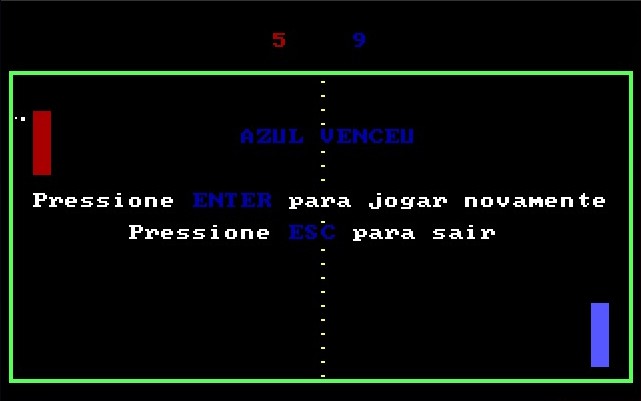 5 9
AZUL VENCEU
Pressione ENTER para jogar novamente
Pressione ESC para sair